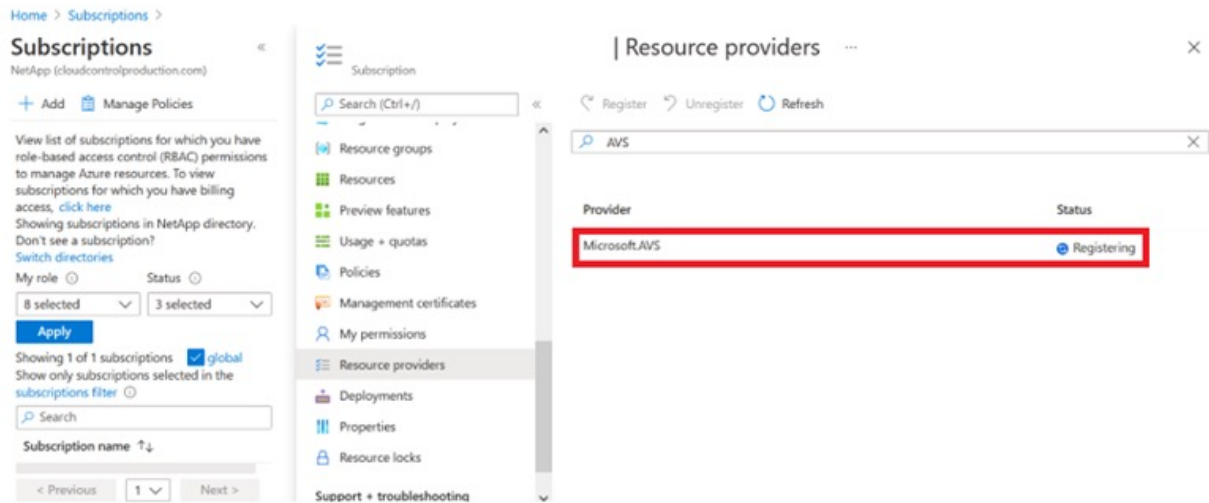 Home > Subscriptions >
Subscriptions «
NetApp (cloudcontrolproduction.com)
+ Add Manage Policies
View list of subscriptions for which you have
role-based access control (RBAC) permissions
to manage Azure resources. To view
subscriptions for which you have billing
access, click here
Showing subscriptions in NetApp directory.
Don't see a subscription?
Switch directories
My role Status
8 selected 3 selected
Apply
Showing 1 of 1 subscriptions global
Show only subscriptions selected in the
subscriptions filter
Search
Subscription name ↑↓
< Previous 1 Next >
Subscription
Search (Ctrl+/) «
Resource groups
Resources
Preview features
Usage + quotas
Policies
Management certificates
My permissions
Resource providers
Deployments
Properties
Resource locks
Support + troubleshooting
| Resource providers ...
Register Unregister Refresh
AVS
Provider Status
Microsoft.AVS Registering